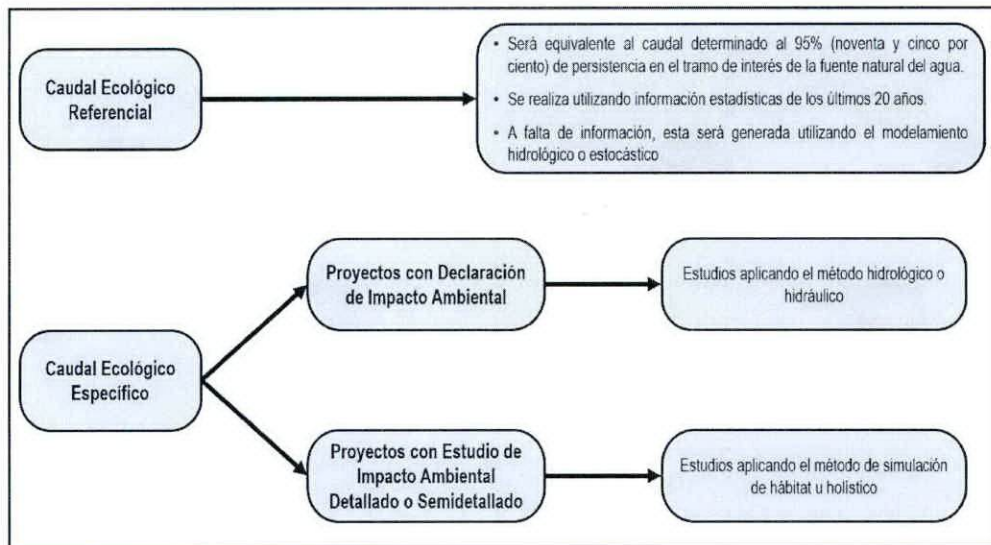 Caudal Ecológico
Referencial
• Será equivalente al caudal determinado al 95% (noventa y cinco por
ciento) de persistencia en el tramo de interés de la fuente natural del agua.
• Se realiza utilizando información estadísticas de los últimos 20 años.
• A falta de información, esta será generada utilizando el modelamiento
hidrológico o estocástico
Caudal Ecológico
Específico
Proyectos con Declaración
de Impacto Ambiental
Estudios aplicando el método hidrológico o
hidráulico
Proyectos con Estudio de
Impacto Ambiental
Detallado o Semidetallado
Estudios aplicando el método de simulación
de hábitat u holístico